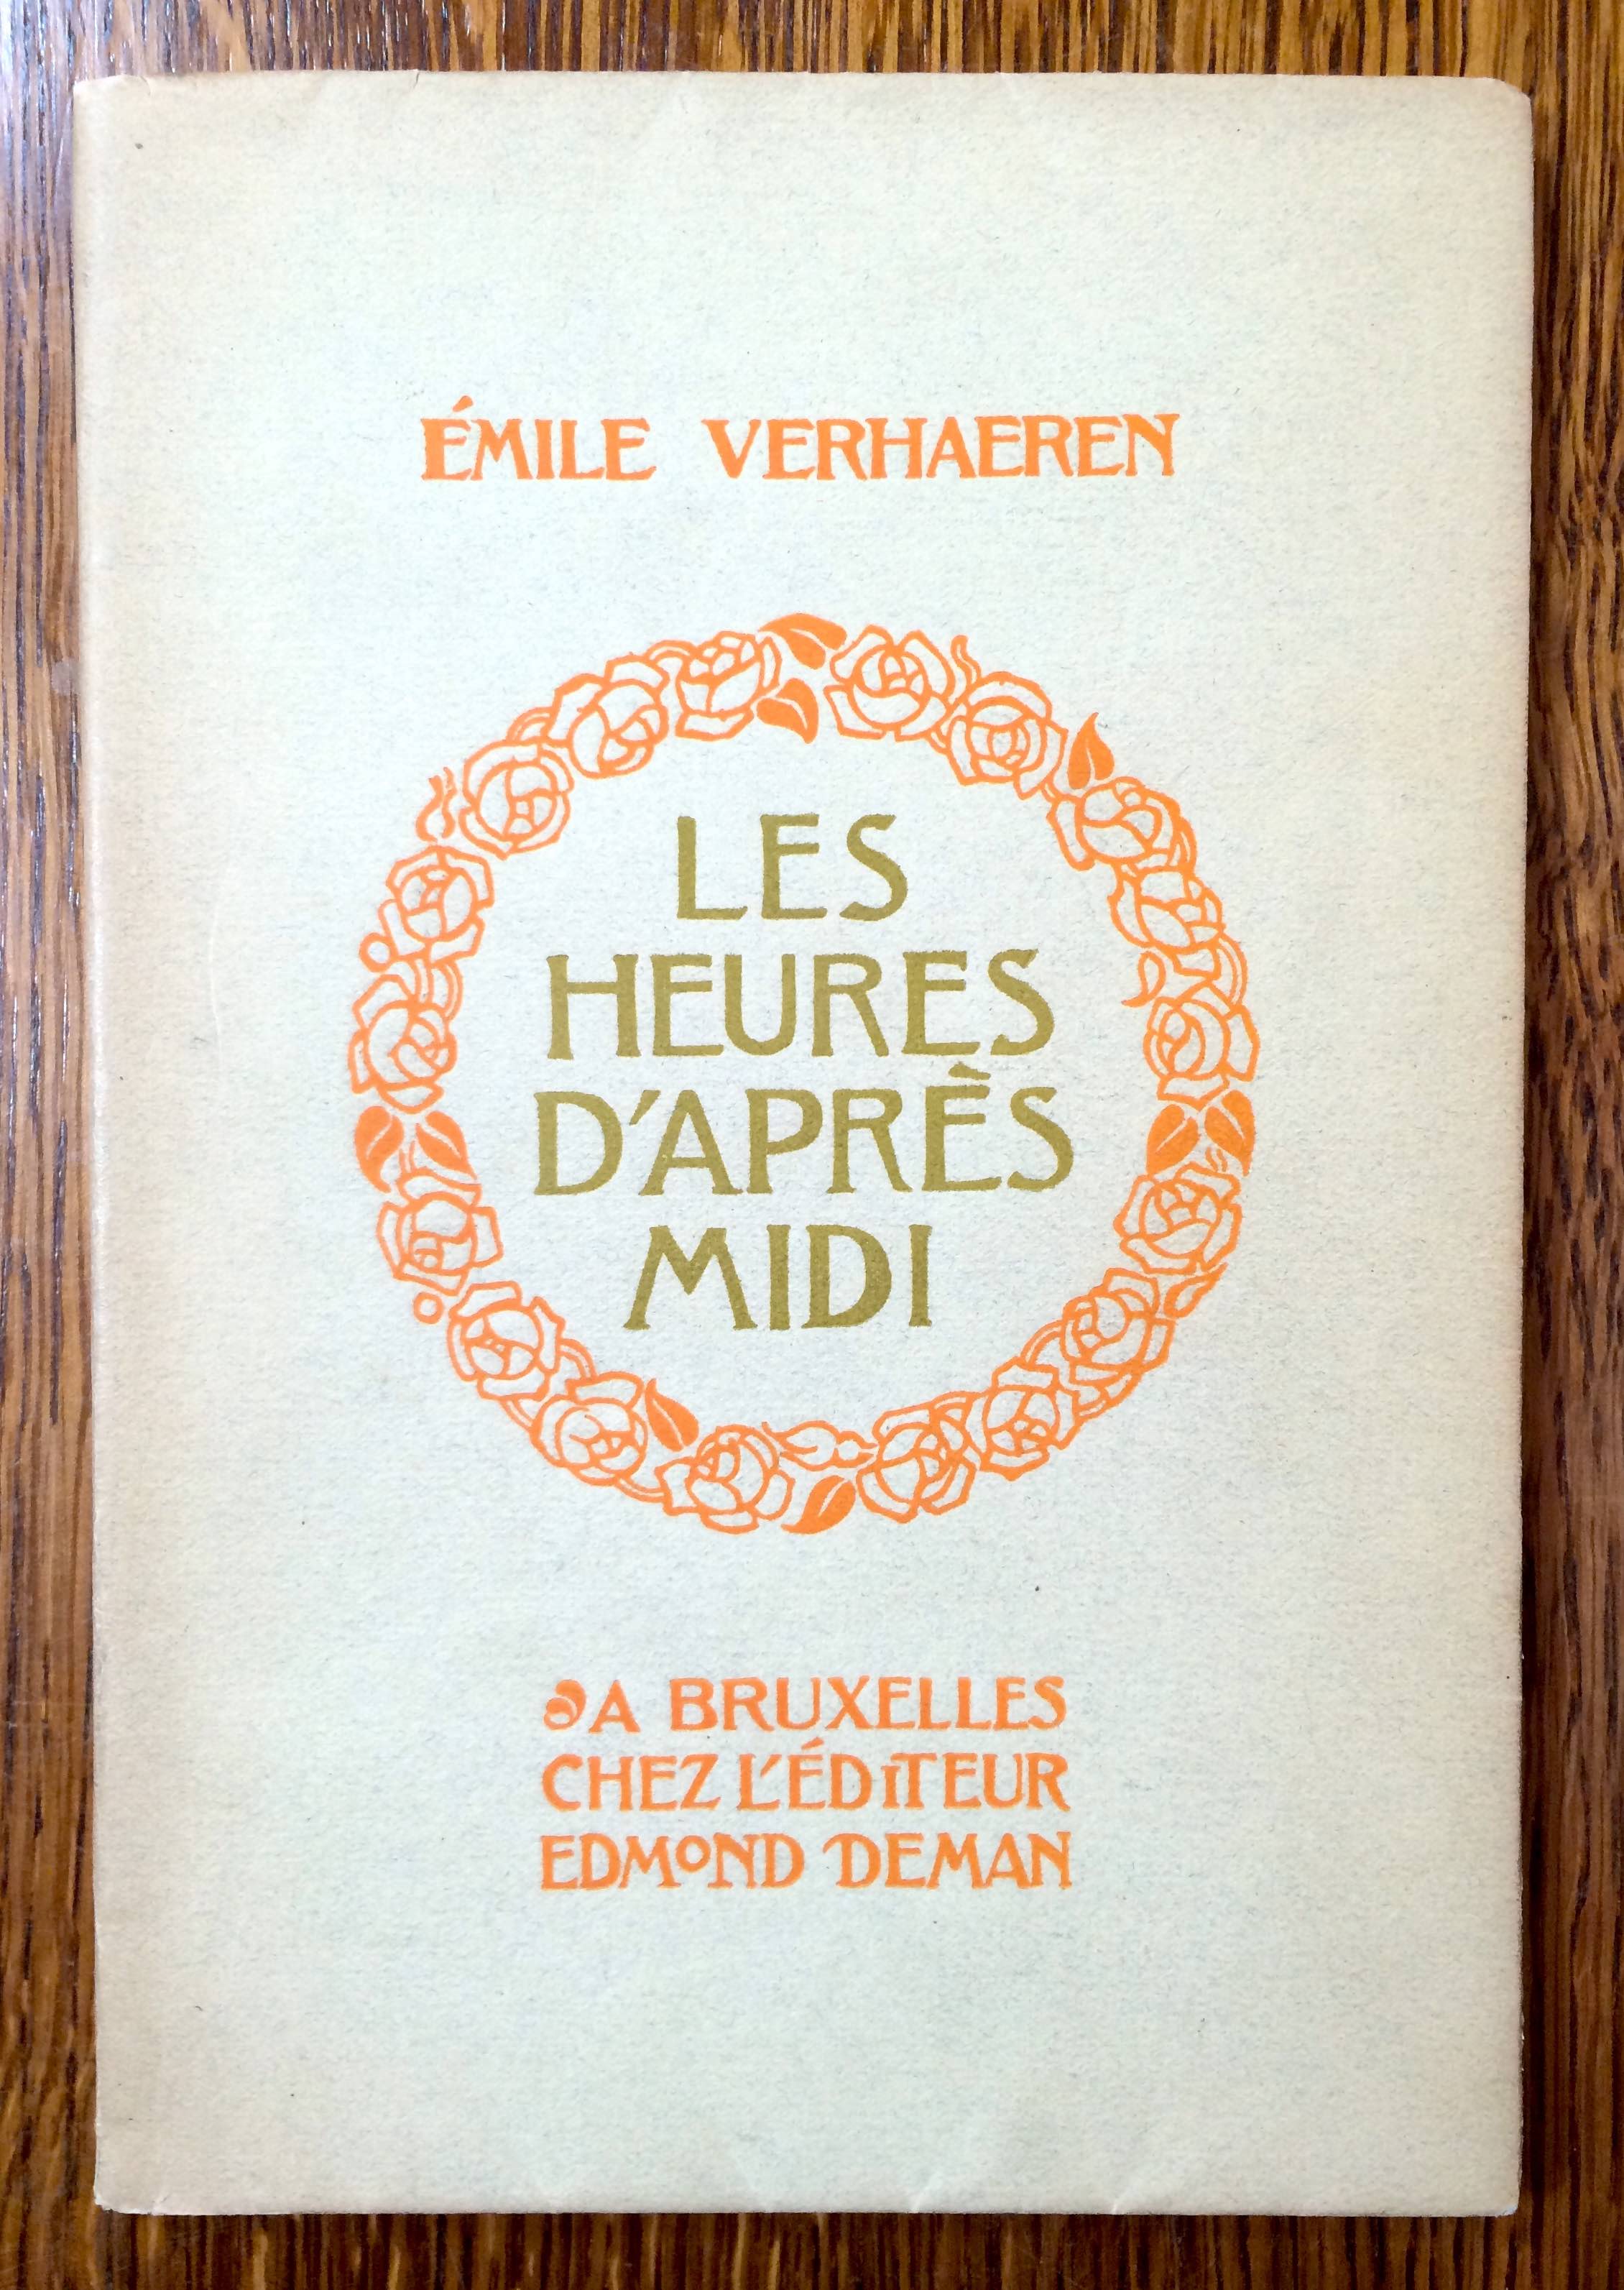 ÉMILE VERHAEREN
LES
HEURES
D'APRÈS
MIDI
A BRUXELLES
CHEZ L'ÉDITEUR
EDMOND DEMAN